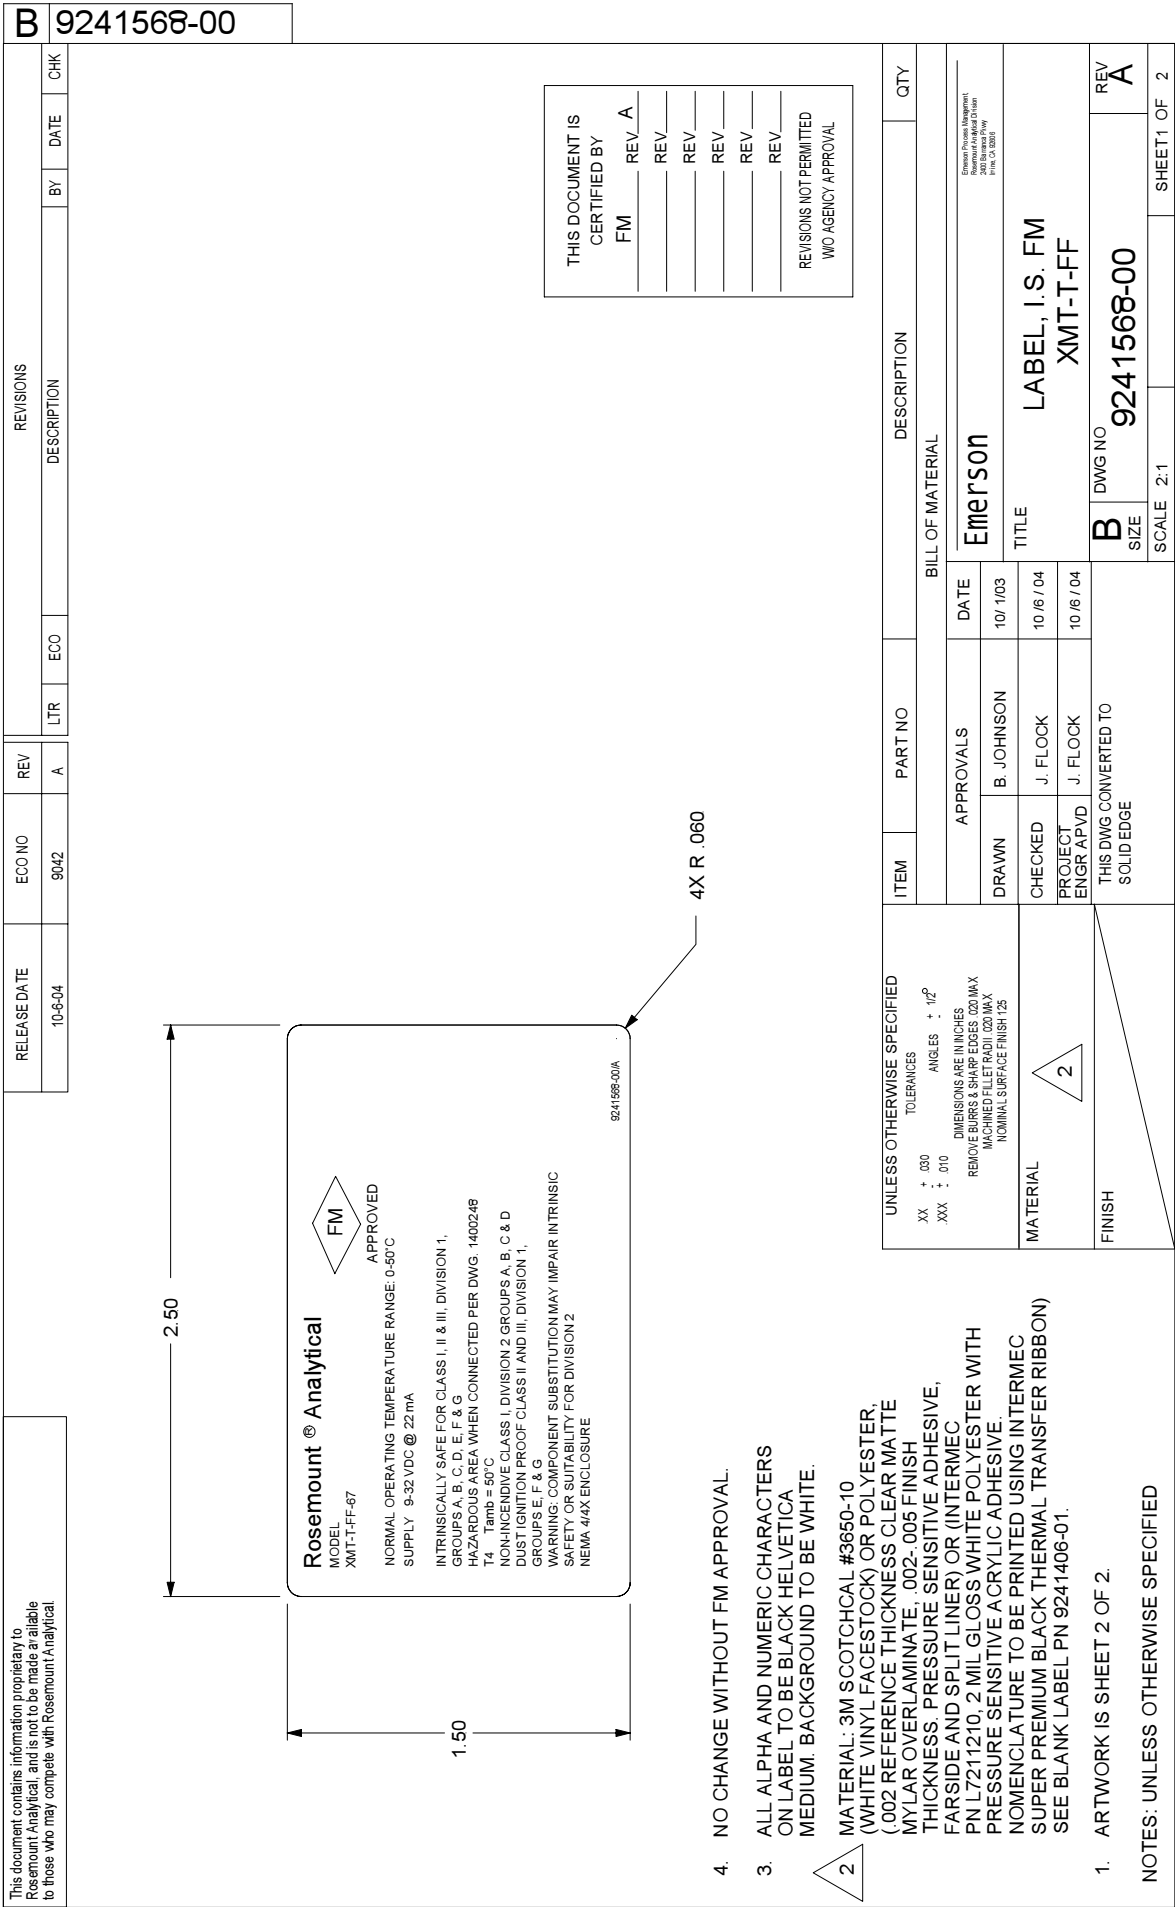 This document contains information proprietary to
Rosemount Analytical, and is not to be made available
to those who may compete with Rosemount Analytical.
RELEASE DATE
ECO NO
REV
10-6-04
9042
A
REVISIONS
LTR
ECO
DESCRIPTION
BY
DATE
CHK
B
9241568-00
2.50
1.50
4X R .060
Rosemount ® Analytical
MODEL
XMT-T-FF-67
FM
APPROVED
NORMAL OPERATING TEMPERATURE RANGE: 0-50°C
SUPPLY 9-32 VDC @ 22 mA
INTRINSICALLY SAFE FOR CLASS I, II & III, DIVISION 1,
GROUPS A, B, C, D, E, F & G
HAZARDOUS AREA WHEN CONNECTED PER DWG. 1400248
T4 Tamb = 50°C
NON-INCENDIVE CLASS I, DIVISION 2 GROUPS A, B, C & D
DUST IGNITION PROOF CLASS II AND III, DIVISION 1,
GROUPS E, F & G
WARNING: COMPONENT SUBSTITUTION MAY IMPAIR INTRINSIC
SAFETY OR SUITABILITY FOR DIVISION 2
NEMA 4/4X ENCLOSURE
9241568-00/A
THIS DOCUMENT IS
CERTIFIED BY
FM REV A
REV
REV
REV
REV
REV
REVISIONS NOT PERMITTED
W/O AGENCY APPROVAL
4. NO CHANGE WITHOUT FM APPROVAL.
3. ALL ALPHA AND NUMERIC CHARACTERS
ON LABEL TO BE BLACK HELVETICA
MEDIUM. BACKGROUND TO BE WHITE.
2 MATERIAL: 3M SCOTCHCAL #3650-10
(WHITE VINYL FACESTOCK) OR POLYESTER,
(.002 REFERENCE THICKNESS CLEAR MATTE
MYLAR OVERLAMINATE, .002-.005 FINISH
THICKNESS. PRESSURE SENSITIVE ADHESIVE,
FARSIDE AND SPLIT LINER) OR (INTERMEC
PN L7211210, 2 MIL GLOSS WHITE POLYESTER WITH
PRESSURE SENSITIVE ACRYLIC ADHESIVE.
NOMENCLATURE TO BE PRINTED USING INTERMEC
SUPER PREMIUM BLACK THERMAL TRANSFER RIBBON)
SEE BLANK LABEL PN 9241406-01.
1. ARTWORK IS SHEET 2 OF 2.
NOTES: UNLESS OTHERWISE SPECIFIED
UNLESS OTHERWISE SPECIFIED
TOLERANCES
.XX ± .030 ANGLES ± 1/2°
.XXX ± .010
DIMENSIONS ARE IN INCHES
REMOVE BURRS & SHARP EDGES .020 MAX
MACHINED FILLET RADII .020 MAX
NOMINAL SURFACE FINISH 125
MATERIAL
2
FINISH
ITEM
PART NO
DESCRIPTION
QTY
BILL OF MATERIAL
APPROVALS
DATE
DRAWN
B. JOHNSON
10/ 1/03
CHECKED
J. FLOCK
10 /6 / 04
PROJECT
ENGR APVD
J. FLOCK
10 /6 / 04
THIS DWG CONVERTED TO
SOLID EDGE
Emerson
Emerson Process Management,
Rosemount Analytical Division
2400 Barranca Pkwy
Irvine, CA 92606
TITLE
LABEL, I.S. FM
XMT-T-FF
B
SIZE
DWG NO
9241568-00
REV
A
SCALE 2:1
SHEET1 OF 2